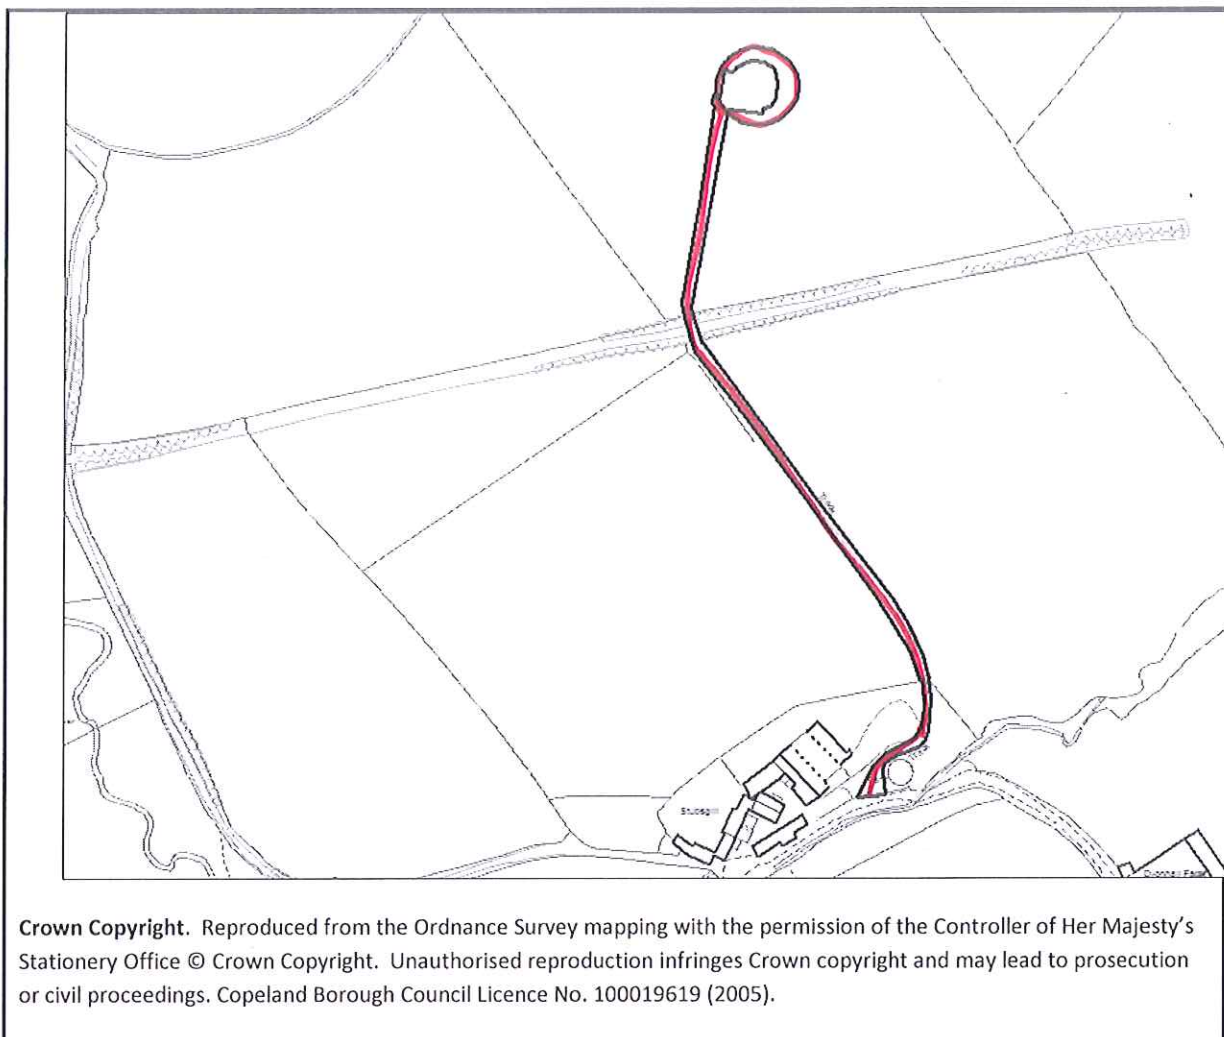 Track
Stubsgill
Crown Copyright. Reproduced from the Ordnance Survey mapping with the permission of the Controller of Her Majesty’s
Stationery Office © Crown Copyright. Unauthorised reproduction infringes Crown copyright and may lead to prosecution
or civil proceedings. Copeland Borough Council Licence No. 100019619 (2005).